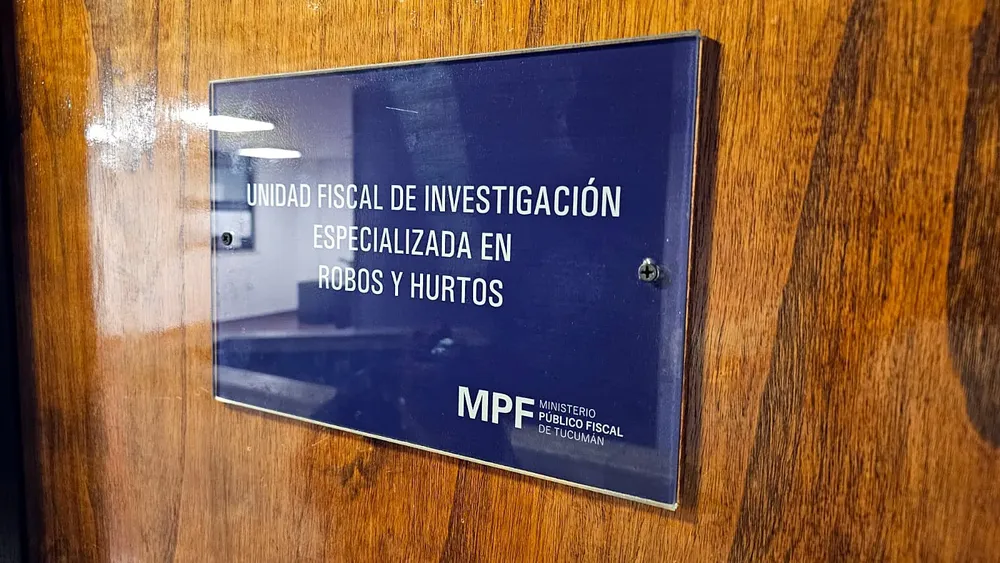 UNIDAD FISCAL DE INVESTIGACIÓN
ESPECIALIZADA EN
ROBOS Y HURTOS
MPF
MINISTERIO
PÚBLICO FISCAL
DE TUCUMÁN